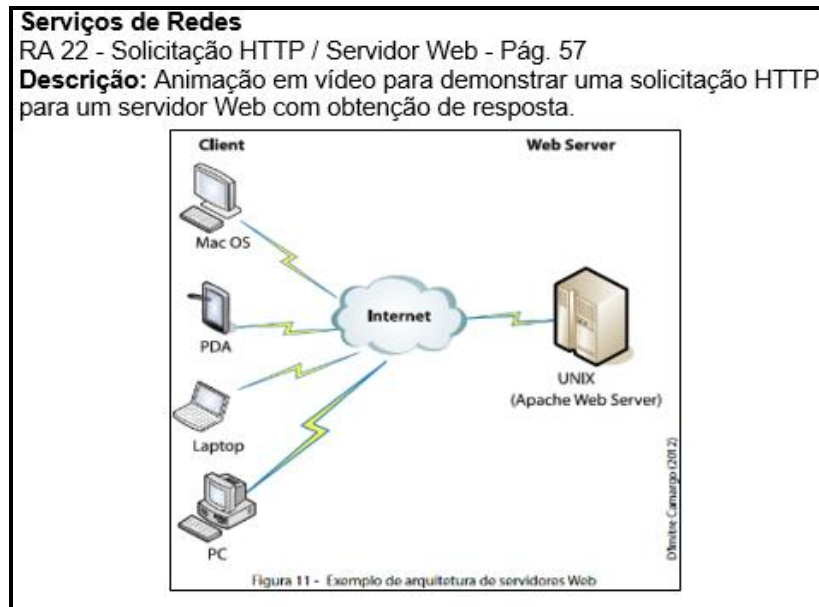 Serviços de Redes
RA 22 - Solicitação HTTP / Servidor Web - Pág. 57
Descrição: Animação em vídeo para demonstrar uma solicitação HTTP
para um servidor Web com obtenção de resposta.
Client
Web Server
Mac OS
PDA
Internet
Laptop
UNIX
(Apache Web Server)
PC
Dfimitre Camargo (2012)
Figura 11 - Exemplo de arquitetura de servidores Web